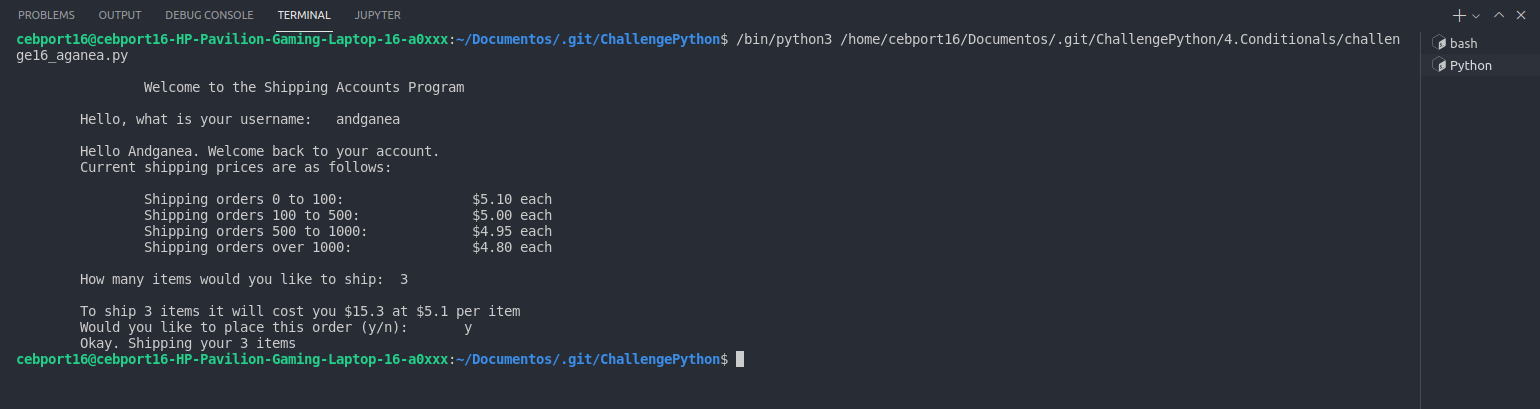 PROBLEMS OUTPUT DEBUG CONSOLE TERMINAL JUPYTER
cebport16@cebport16-HP-Pavilion-Gaming-Laptop-16-a0xxx:~/Documentos/.git/ChallengePython$ /bin/python3 /home/cebport16/Documentos/.git/ChallengePython/4.Conditionals/challen
ge16_aganea.py
Welcome to the Shipping Accounts Program
Hello, what is your username: andganea
Hello Andganea. Welcome back to your account.
Current shipping prices are as follows:
Shipping orders 0 to 100: $5.10 each
Shipping orders 100 to 500: $5.00 each
Shipping orders 500 to 1000: $4.95 each
Shipping orders over 1000: $4.80 each
How many items would you like to ship: 3
To ship 3 items it will cost you $15.3 at $5.1 per item
Would you like to place this order (y/n): y
Okay. Shipping your 3 items
cebport16@cebport16-HP-Pavilion-Gaming-Laptop-16-a0xxx:~/Documentos/.git/ChallengePython$
bash
Python